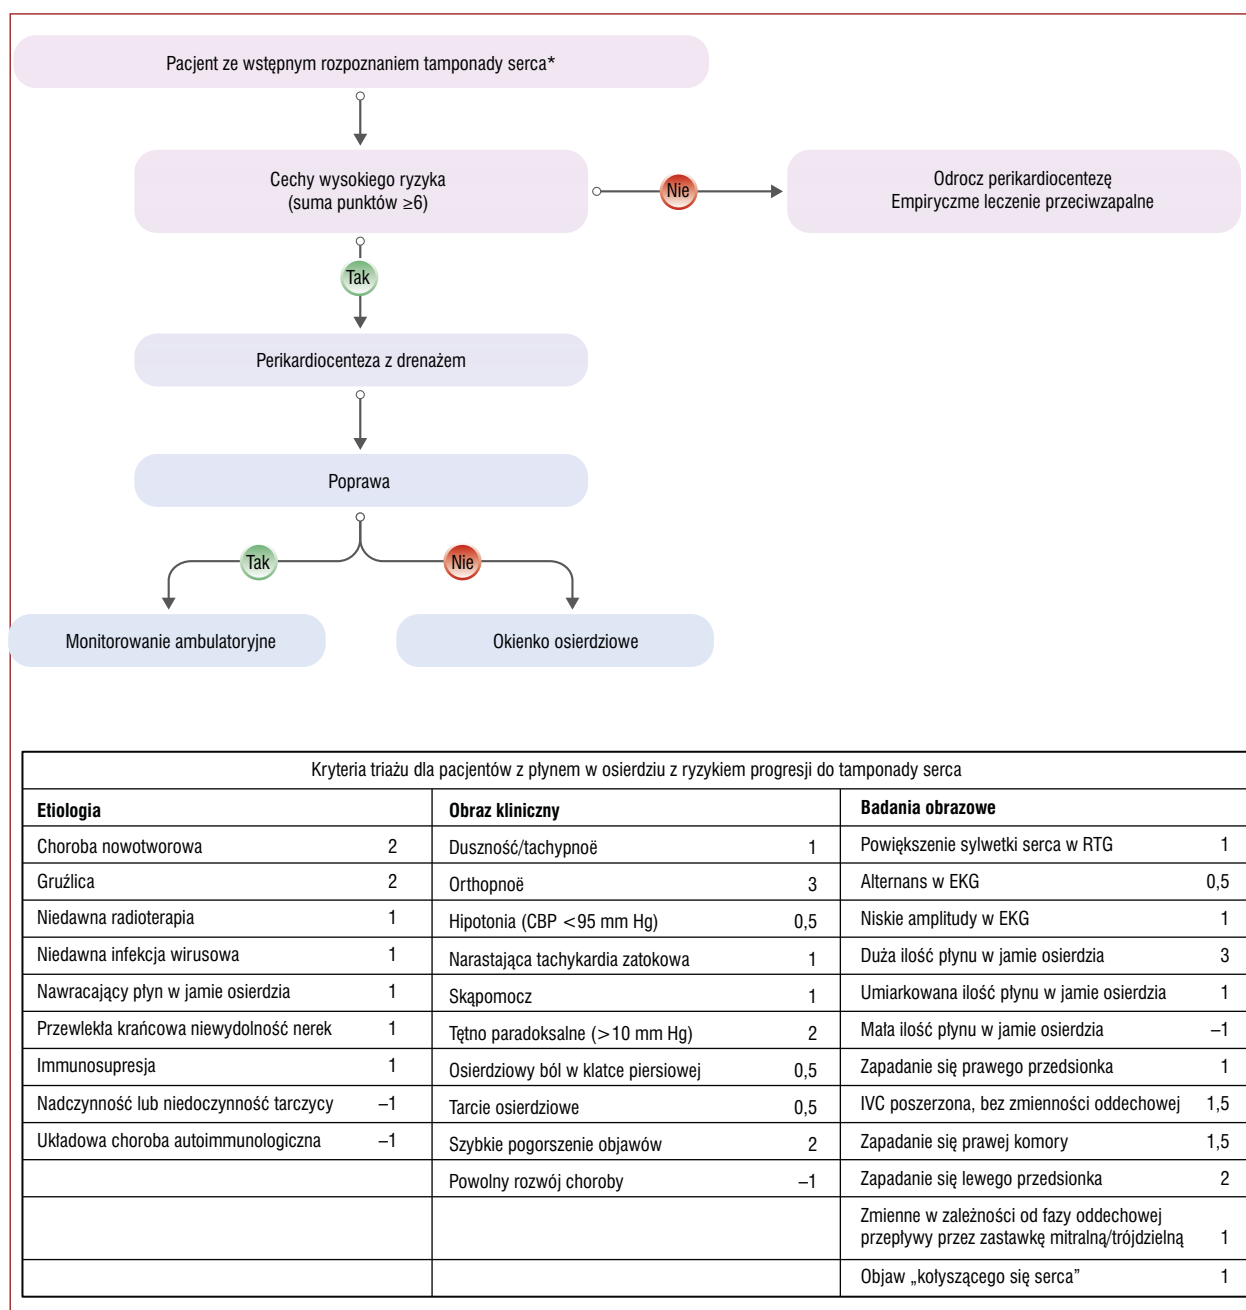 Pacjent ze wstępnym rozpoznaniem tamponady serca*
Cechy wysokiego ryzyka
(suma punktów ≥6)
Nie
Odrocz perikardiocentezę
Empiryczme leczenie przeciwzapalne
Tak
Perikardiocenteza z drenażem
Poprawa
Tak
Nie
Monitorowanie ambulatoryjne
Okienko osierdziowe
Kryteria triażu dla pacjentów z płynem w osierdziu z ryzykiem progresji do tamponady serca
Etiologia
Choroba nowotworowa 2
Gruźlica 2
Niedawna radioterapia 1
Niedawna infekcja wirusowa 1
Nawracający płyn w jamie osierdzia 1
Przewlekła krańcowa niewydolność nerek 1
Immunosupresja 1
Nadczynność lub niedoczynność tarczycy –1
Układowa choroba autoimmunologiczna –1
Obraz kliniczny
Duszność/tachypnoë 1
Orthopnoë 3
Hipotonia (CBP <95 mm Hg) 0,5
Narastająca tachykardia zatokowa 1
Skąpomocz 1
Tętno paradoksalne (>10 mm Hg) 2
Osierdziowy ból w klatce piersiowej 0,5
Tarcie osierdziowe 0,5
Szybkie pogorszenie objawów 2
Powolny rozwój choroby –1
Badania obrazowe
Powiększenie sylwetki serca w RTG 1
Alternans w EKG 0,5
Niskie amplitudy w EKG 1
Duża ilość płynu w jamie osierdzia 3
Umiarkowana ilość płynu w jamie osierdzia 1
Mała ilość płynu w jamie osierdzia –1
Zapadanie się prawego przedsionka 1
IVC poszerzona, bez zmienności oddechowej 1,5
Zapadanie się prawej komory 1,5
Zapadanie się lewego przedsionka 2
Zmienne w zależności od fazy oddechowej
przepływy przez zastawkę mitralną/trójdzielną 1
Objaw „kołyszącego się serca” 1